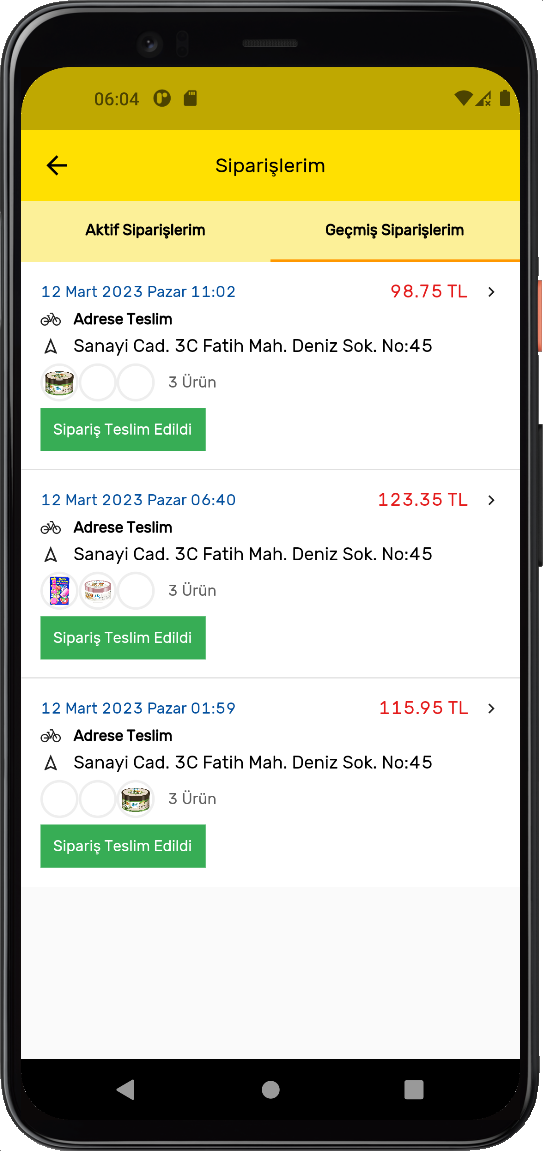 06:04
Siparişlerim
Aktif Siparişlerim
Geçmiş Siparişlerim
12 Mart 2023 Pazar 11:02 98.75 TL
Adrese Teslim
Sanayi Cad. 3C Fatih Mah. Deniz Sok. No:45
3 Ürün
Sipariş Teslim Edildi
12 Mart 2023 Pazar 06:40 123.35 TL
Adrese Teslim
Sanayi Cad. 3C Fatih Mah. Deniz Sok. No:45
3 Ürün
Sipariş Teslim Edildi
12 Mart 2023 Pazar 01:59 115.95 TL
Adrese Teslim
Sanayi Cad. 3C Fatih Mah. Deniz Sok. No:45
3 Ürün
Sipariş Teslim Edildi